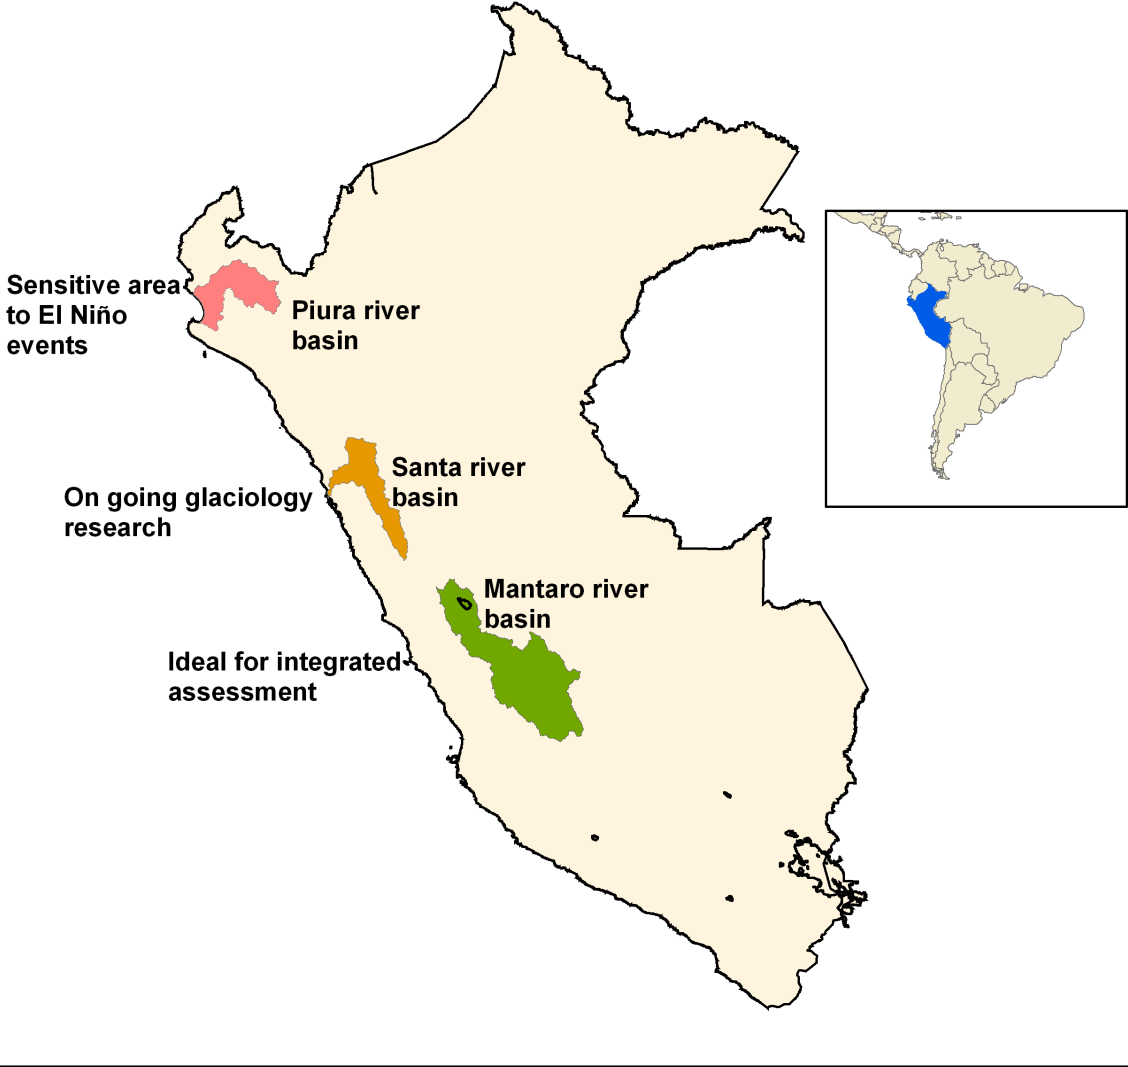 Sensitive area
to El Niño
events
Piura river
basin
Santa river
basin
On going glaciology
research
Mantaro river
basin
Ideal for integrated
assessment